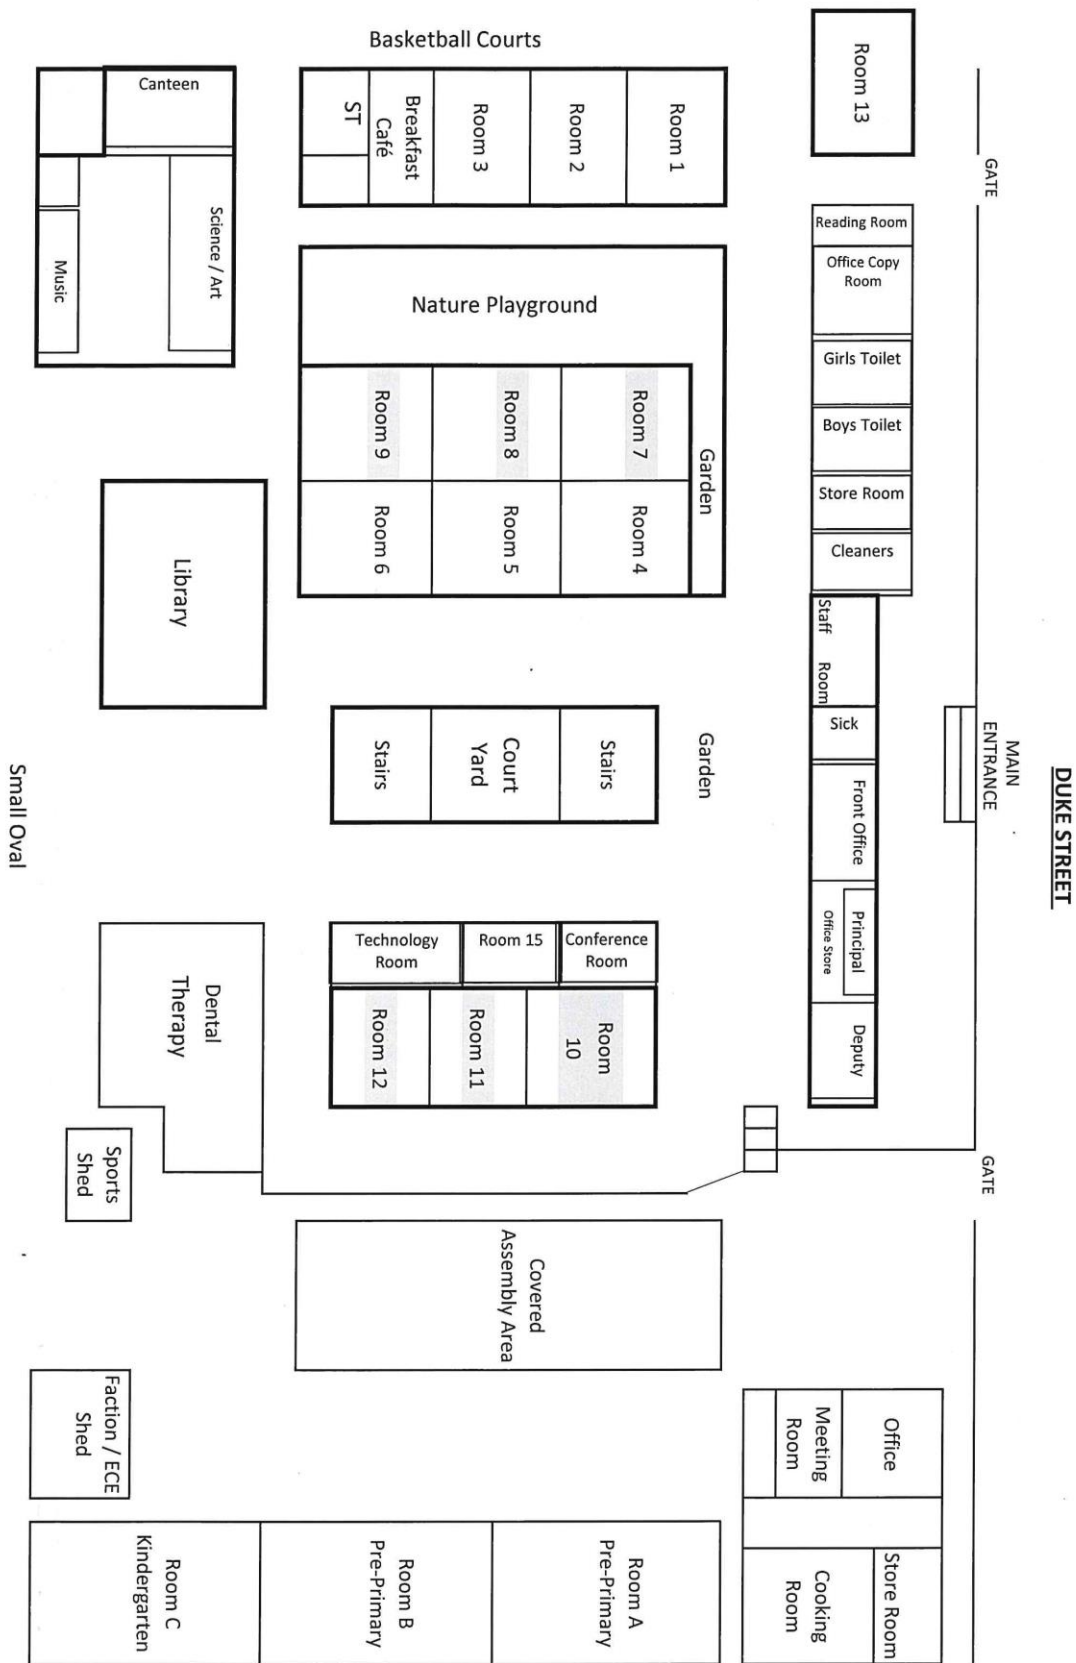 Basketball Courts
Room 13
Canteen
ST
Breakfast
Café
Room 3
Room 2
Room 1
GATE
Reading Room
Office Copy
Room
Science / Art
Music
Nature Playground
Girls Toilet
Room 9
Room 8
Room 7
Garden
Boys Toilet
Room 6
Room 5
Room 4
Store Room
Cleaners
Library
Staff
Room
Sick
MAIN
ENTRANCE
DUKE STREET
Stairs
Court
Yard
Stairs
Garden
Front Office
Small Oval
Principal
Office Store
Technology
Room
Room 15
Conference
Room
Dental
Therapy
Room 12
Room 11
Room
10
Deputy
Sports
Shed
GATE
Covered
Assembly Area
Faction / ECE
Shed
Meeting
Room
Office
Room C
Kindergarten
Room B
Pre-Primary
Room A
Pre-Primary
Cooking
Room
Store Room